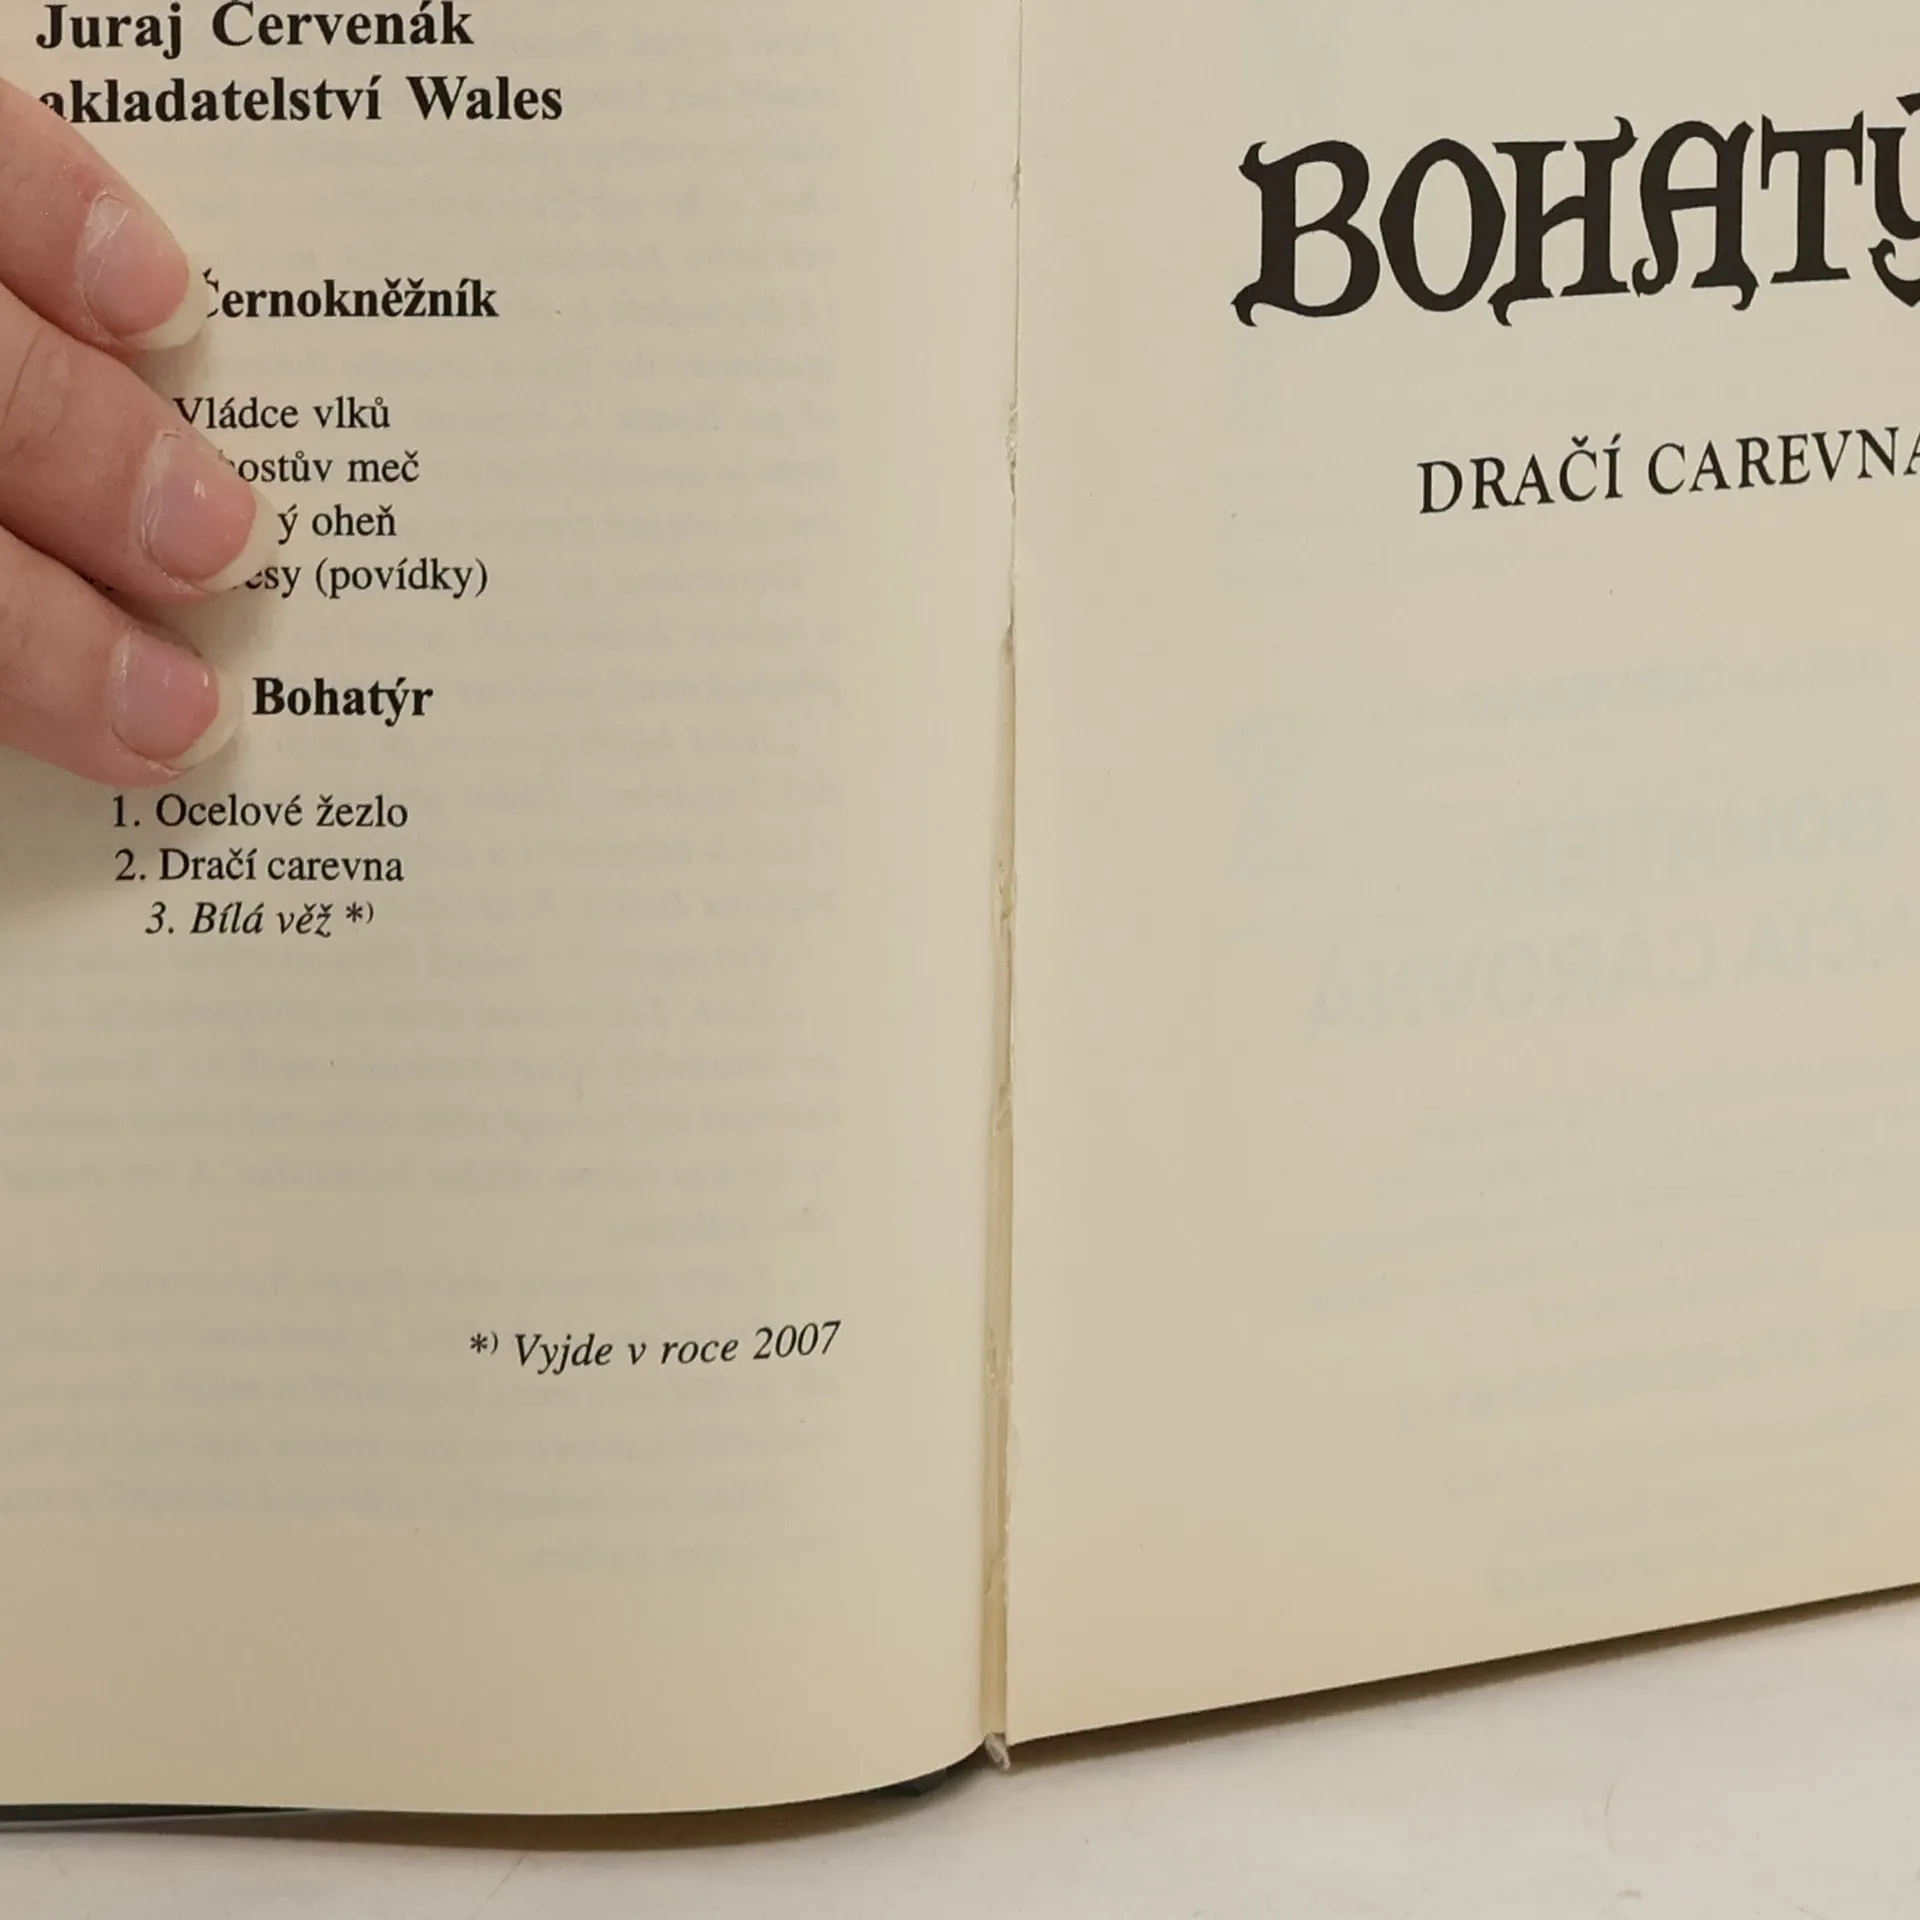 Juraj Červenák
akladatelství Wales
Černokněžník
Vládce vlků
ostův meč
ý oheň
esy (povídky)
Bohatýr
1. Ocelové žezlo
2. Dračí carevna
3. Bílá věž *)
*) Vyjde v roce 2007
BOHATÝ
DRAČÍ CAREVNA